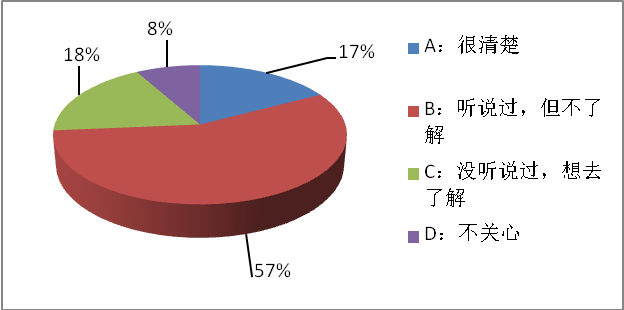 8%
17%
18%
57%
A：很清楚
B：听说过，但不了
解
C：没听说过，想去
了解
D：不关心